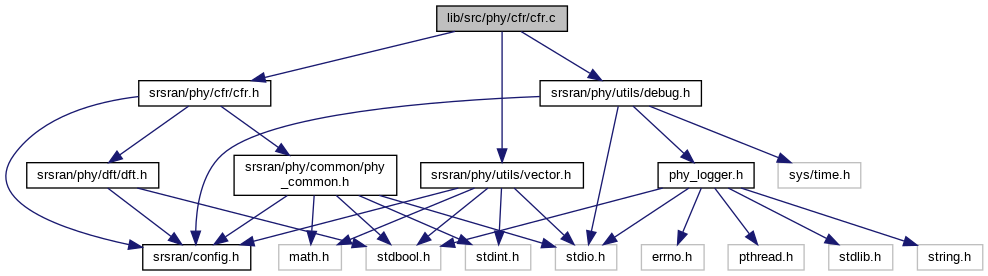 lib/src/phy/cfr/cfr.c
srsran/phy/cfr/cfr.h
srsran/phy/utils/debug.h
srsran/phy/dft/dft.h
srsran/phy/common/phy
_common.h
srsran/phy/utils/vector.h
phy_logger.h
sys/time.h
srsran/config.h
math.h
stdbool.h
stdint.h
stdio.h
errno.h
pthread.h
stdlib.h
string.h